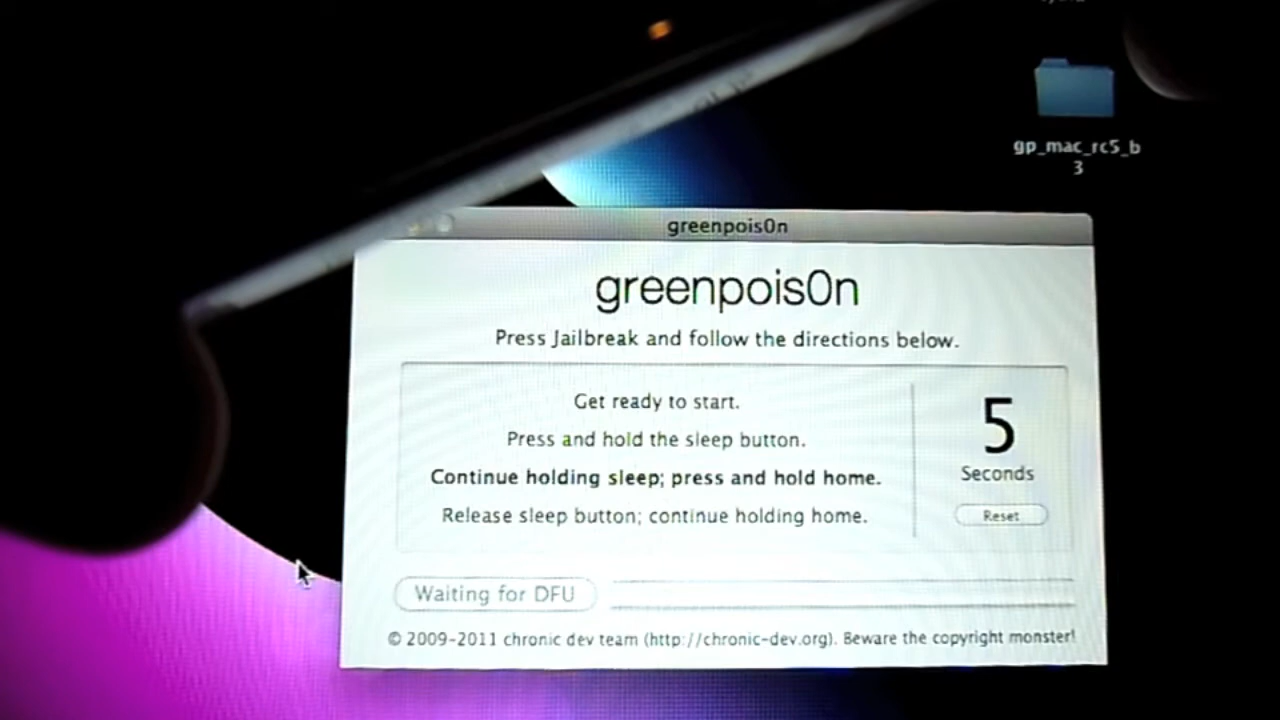 gp_mac_rc5_b
3
greenpois0n
greenpois0n
Press Jailbreak and follow the directions below.
Get ready to start.
Press and hold the sleep button.
Continue holding sleep; press and hold home.
Release sleep button; continue holding home.
5
Seconds
Reset
Waiting for DFU
© 2009-2011 chronic dev team (http://chronic-dev.org). Beware the copyright monster!